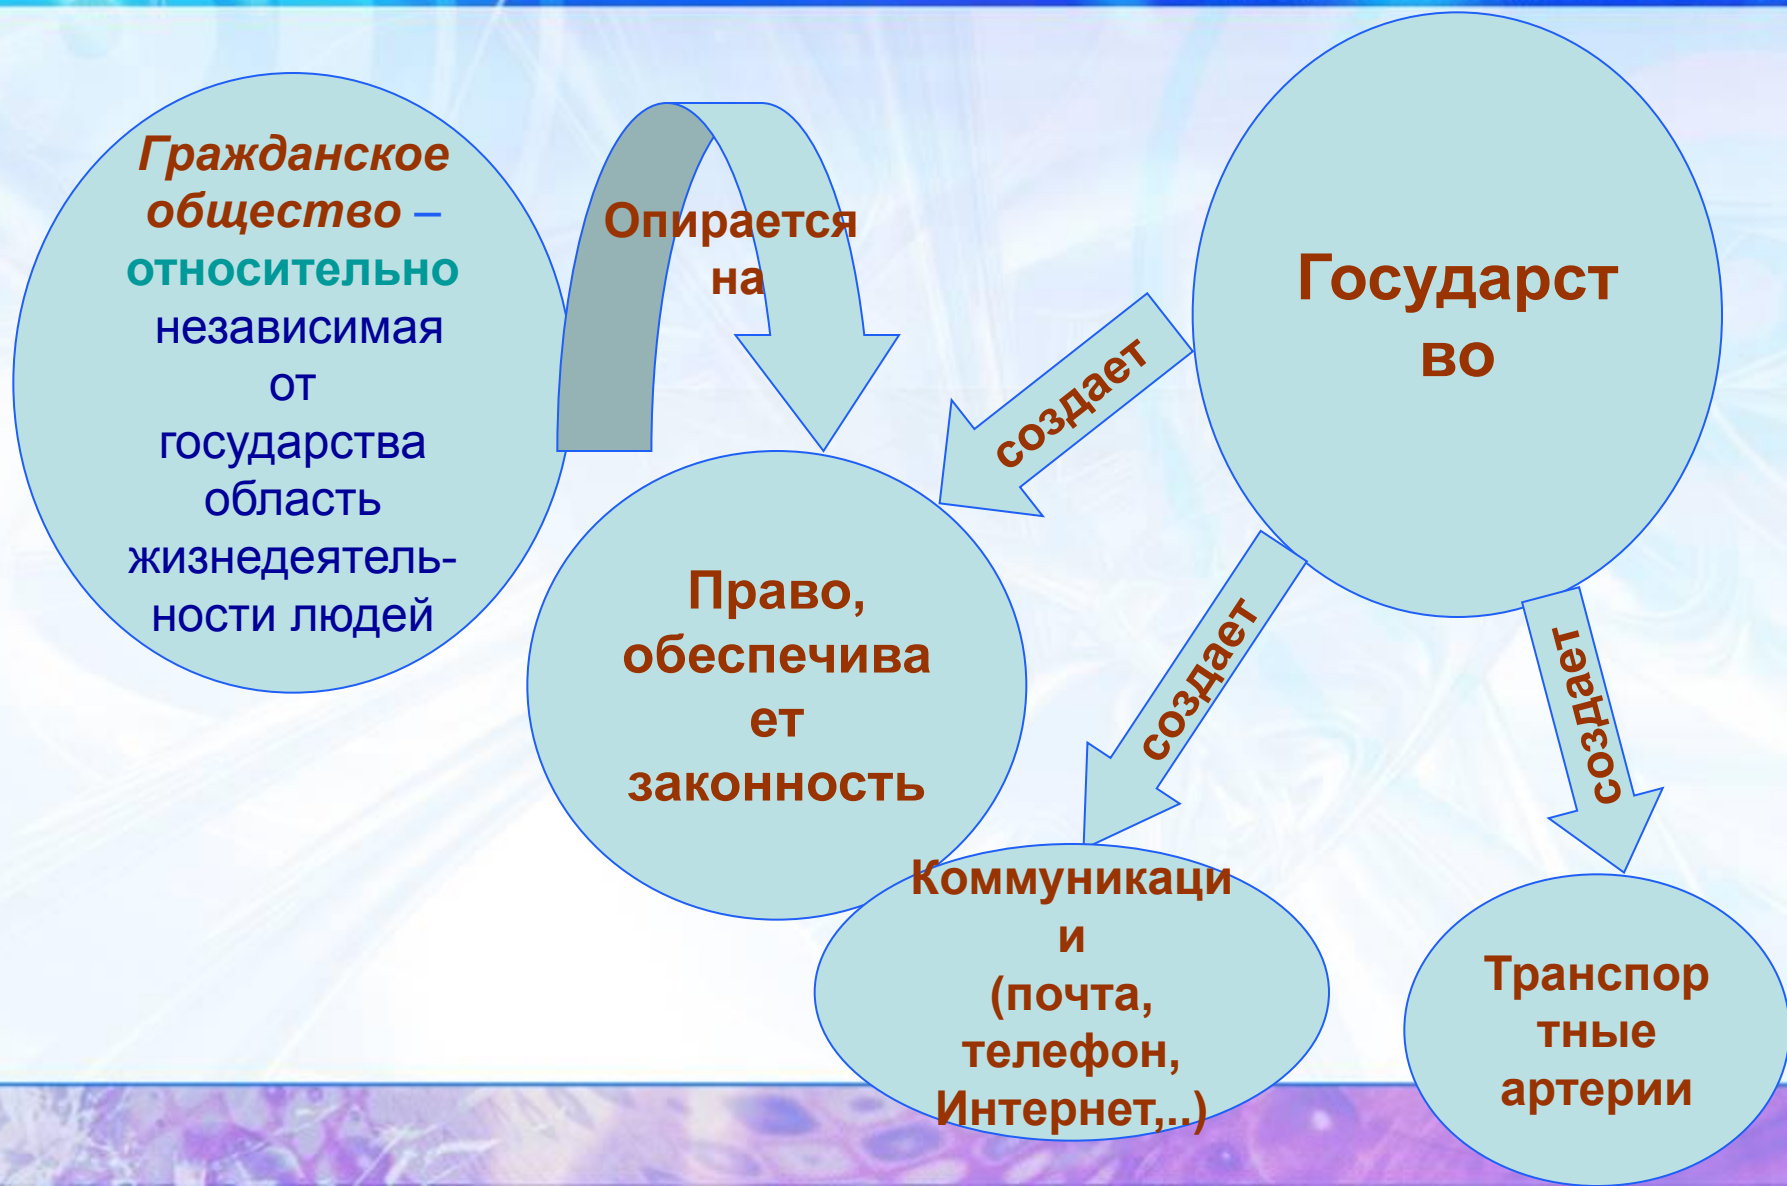 Гражданское
общество –
относительно
независимая
от
государства
область
жизнедеятель-
ности людей
Опирается
на
Государст
во
создает
создает
создает
Право,
обеспечива
ет
законность
Коммуникаци
и
(почта,
телефон,
Интернет,..)
Транспор
тные
артерии